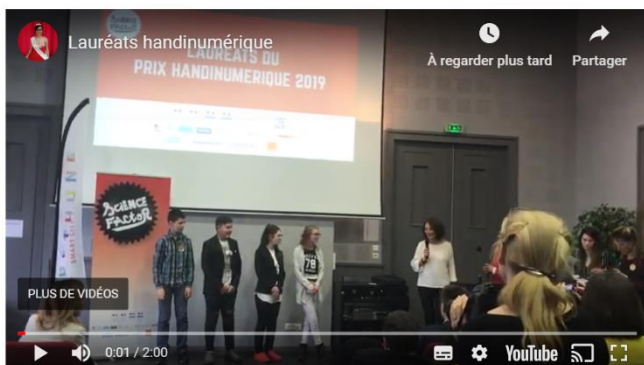 Lauréats handinumérique
À regarder plus tard
Partager
LAURÉATS DU
PRIX HANDINUMERIQUE 2019
SCIENCE
FACTOR
78
PLUS DE VIDÉOS
0:01 / 2:00
YouTube